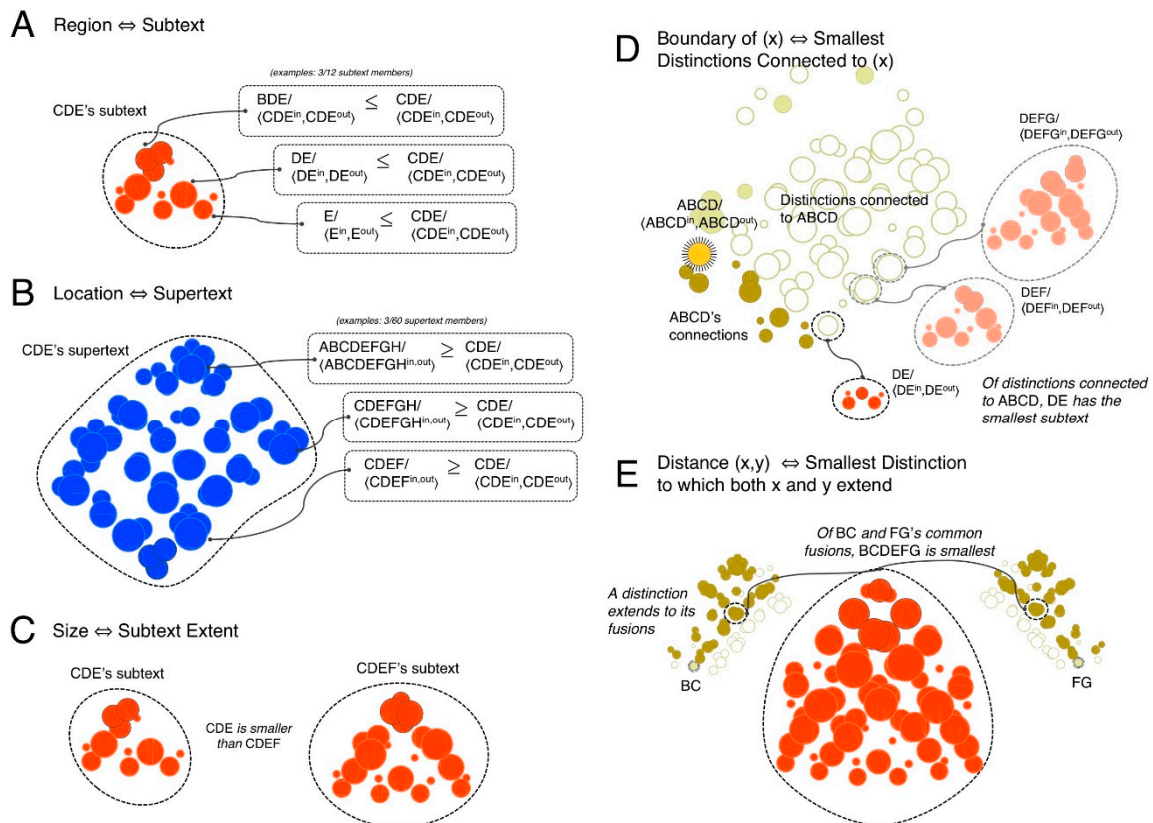 A
Region ⇔ Subtext
(examples: 3/12 subtext members)
CDE's subtext
BDE/ ≤ CDE/
⟨CDEⁱⁿ,CDEᵒᵘᵗ⟩ ⟨CDEⁱⁿ,CDEᵒᵘᵗ⟩
DE/ ≤ CDE/
⟨DEⁱⁿ,DEᵒᵘᵗ⟩ ⟨CDEⁱⁿ,CDEᵒᵘᵗ⟩
E/ ≤ CDE/
⟨Eⁱⁿ,Eᵒᵘᵗ⟩ ⟨CDEⁱⁿ,CDEᵒᵘᵗ⟩
B
Location ⇔ Supertext
(examples: 3/60 supertext members)
CDE's supertext
ABCDEFGH/ ≥ CDE/
⟨ABCDEFGHⁱⁿ,ᵒᵘᵗ⟩ ⟨CDEⁱⁿ,CDEᵒᵘᵗ⟩
CDEFGH/ ≥ CDE/
⟨CDEFGHⁱⁿ,ᵒᵘᵗ⟩ ⟨CDEⁱⁿ,CDEᵒᵘᵗ⟩
CDEF/ ≥ CDE/
⟨CDEFⁱⁿ,ᵒᵘᵗ⟩ ⟨CDEⁱⁿ,CDEᵒᵘᵗ⟩
C
Size ⇔ Subtext Extent
CDE's subtext
CDEF's subtext
CDE is smaller
than CDEF
D
Boundary of (x) ⇔ Smallest
Distinctions Connected to (x)
DEFG/
⟨DEFGⁱⁿ,DEFGᵒᵘᵗ⟩
ABCD/
⟨ABCDⁱⁿ,ABCDᵒᵘᵗ⟩
Distinctions connected
to ABCD
DEF/
⟨DEFⁱⁿ,DEFᵒᵘᵗ⟩
ABCD's
connections
DE/
⟨DEⁱⁿ,DEᵒᵘᵗ⟩
Of distinctions connected
to ABCD, DE has the
smallest subtext
E
Distance (x,y) ⇔ Smallest Distinction
to which both x and y extend
Of BC and FG's common
fusions, BCDEFG is smallest
A distinction
extends to its
fusions
BC
FG